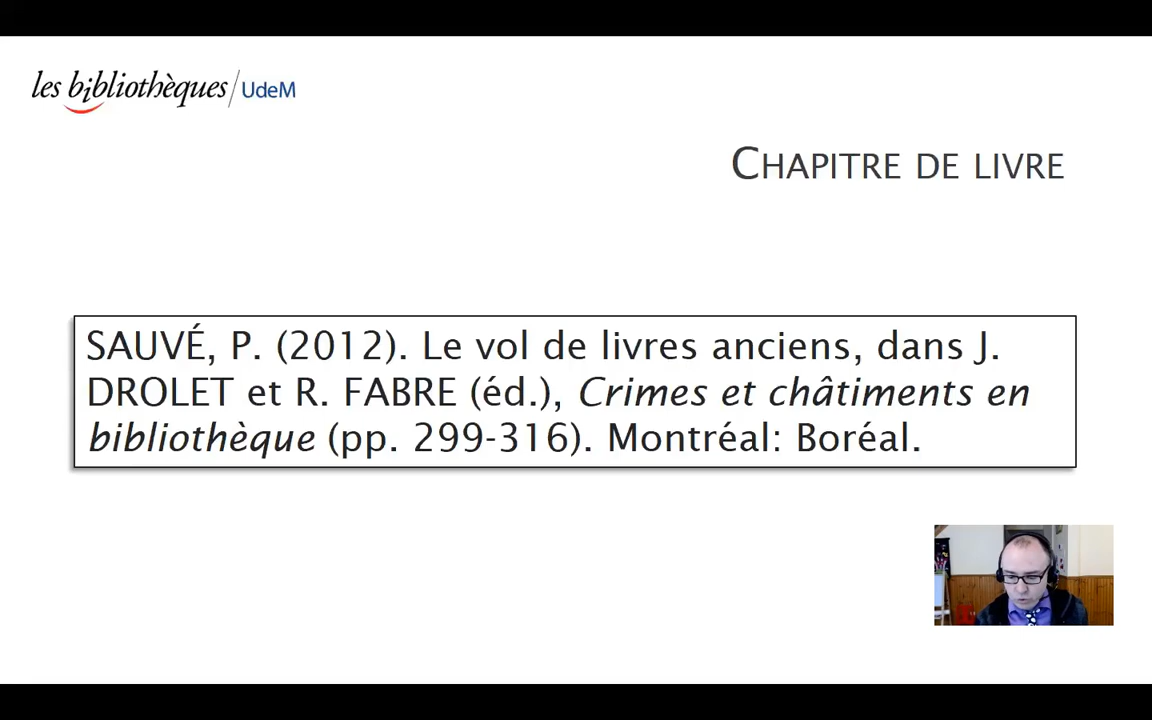 les bibliothèques/UdeM
CHAPITRE DE LIVRE
SAUVÉ, P. (2012). Le vol de livres anciens, dans J.
DROLET et R. FABRE (éd.), Crimes et châtiments en
bibliothèque (pp. 299-316). Montréal: Boréal.